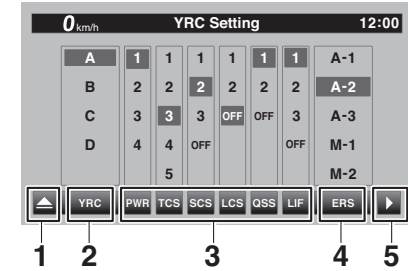 0 km/h YRC Setting 12:00
A 1 1 1 1 1 1 A-1
B 2 2 2 2 2 2 A-2
C 3 3 3 OFF OFF 3 A-3
D 4 4 OFF OFF M-1
5 M-2
YRC PWR TCS SCS LCS QSS LIF ERS
1 2 3 4 5